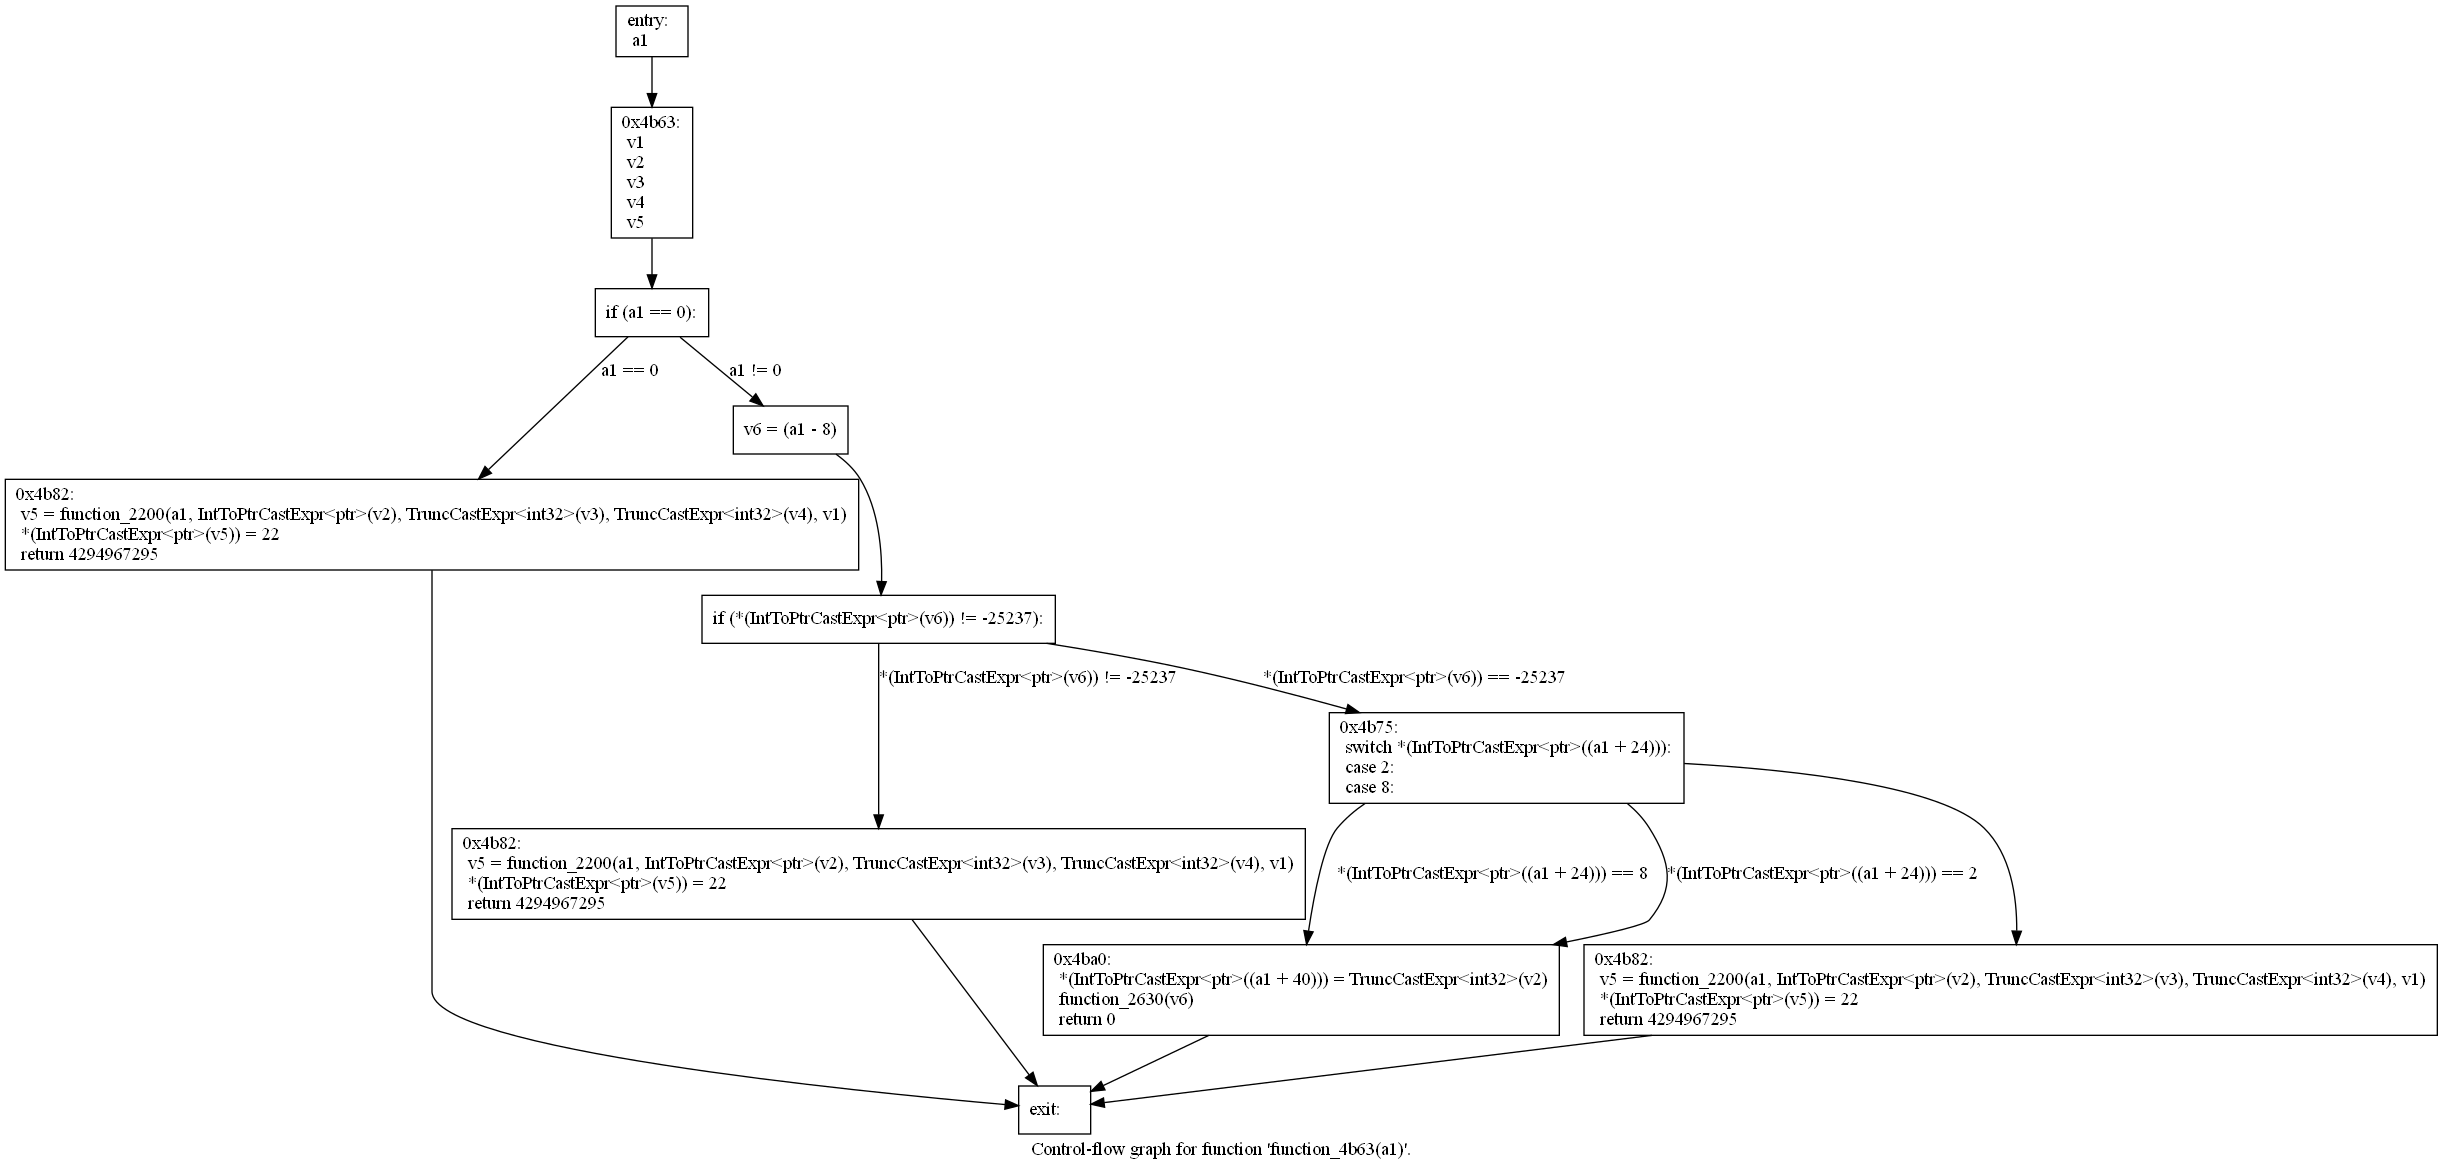 entry:
a1
0x4b63:
v1
v2
v3
v4
v5
if (a1 == 0):
a1 == 0
a1 != 0
v6 = (a1 - 8)
0x4b82:
v5 = function_2200(a1, IntToPtrCastExpr<ptr>(v2), TruncCastExpr<int32>(v3), TruncCastExpr<int32>(v4), v1)
*(IntToPtrCastExpr<ptr>(v5)) = 22
return 4294967295
if (*(IntToPtrCastExpr<ptr>(v6)) != -25237):
*(IntToPtrCastExpr<ptr>(v6)) != -25237
*(IntToPtrCastExpr<ptr>(v6)) == -25237
0x4b75:
switch *(IntToPtrCastExpr<ptr>((a1 + 24))):
case 2:
case 8:
0x4b82:
v5 = function_2200(a1, IntToPtrCastExpr<ptr>(v2), TruncCastExpr<int32>(v3), TruncCastExpr<int32>(v4), v1)
*(IntToPtrCastExpr<ptr>(v5)) = 22
return 4294967295
*(IntToPtrCastExpr<ptr>((a1 + 24))) == 8
*(IntToPtrCastExpr<ptr>((a1 + 24))) == 2
0x4ba0:
*(IntToPtrCastExpr<ptr>((a1 + 40))) = TruncCastExpr<int32>(v2)
function_2630(v6)
return 0
0x4b82:
v5 = function_2200(a1, IntToPtrCastExpr<ptr>(v2), TruncCastExpr<int32>(v3), TruncCastExpr<int32>(v4), v1)
*(IntToPtrCastExpr<ptr>(v5)) = 22
return 4294967295
exit:
Control-flow graph for function 'function_4b63(a1)'.